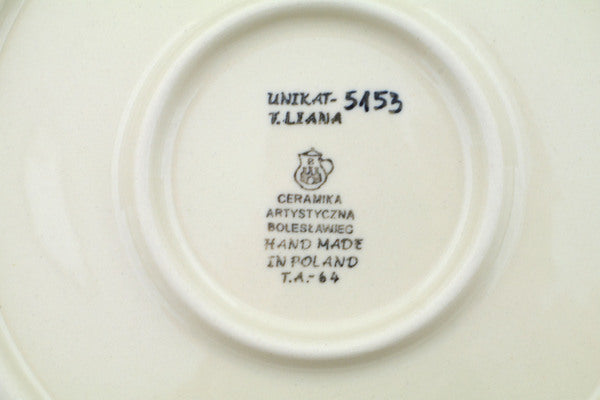 UNIKAT- 5153
T.LIANA
B
CERAMIKA
ARTYSTYCZNA
BOLESŁAWIEC
HAND MADE
IN POLAND
T.A.-64